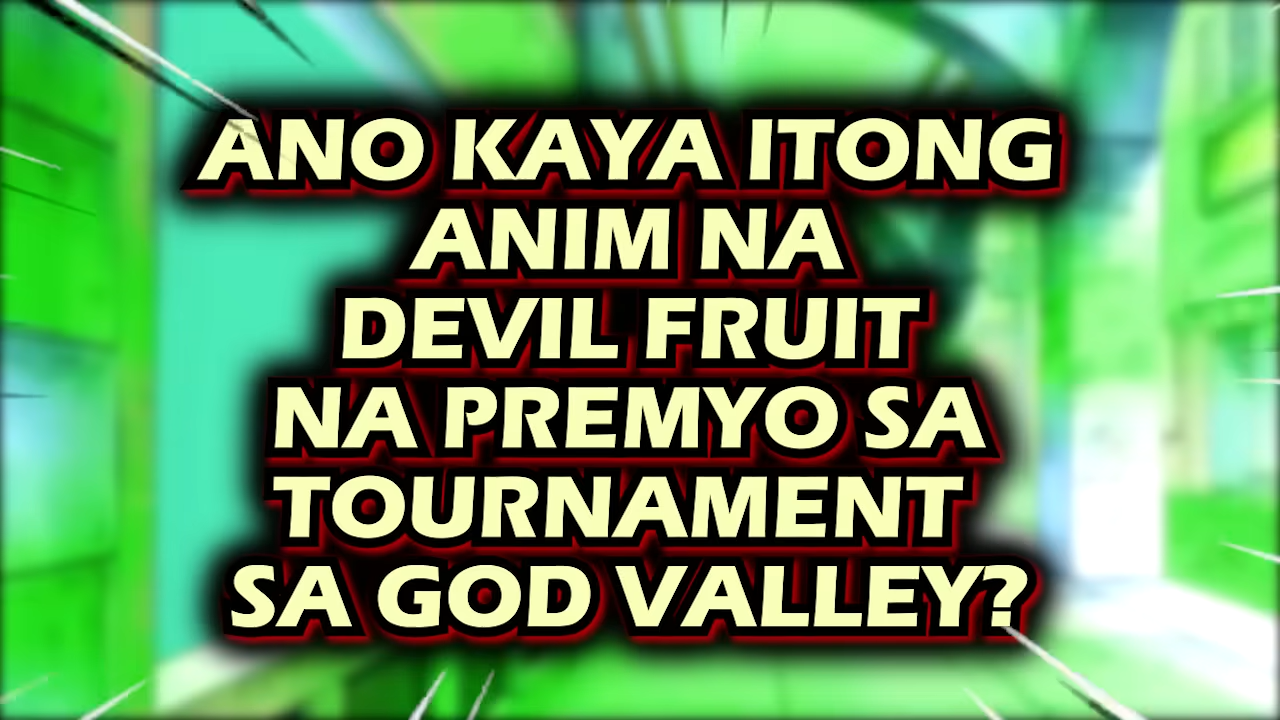 ANO KAYA ITONG
ANIM NA
DEVIL FRUIT
NA PREMYO SA
TOURNAMENT
SA GOD VALLEY?